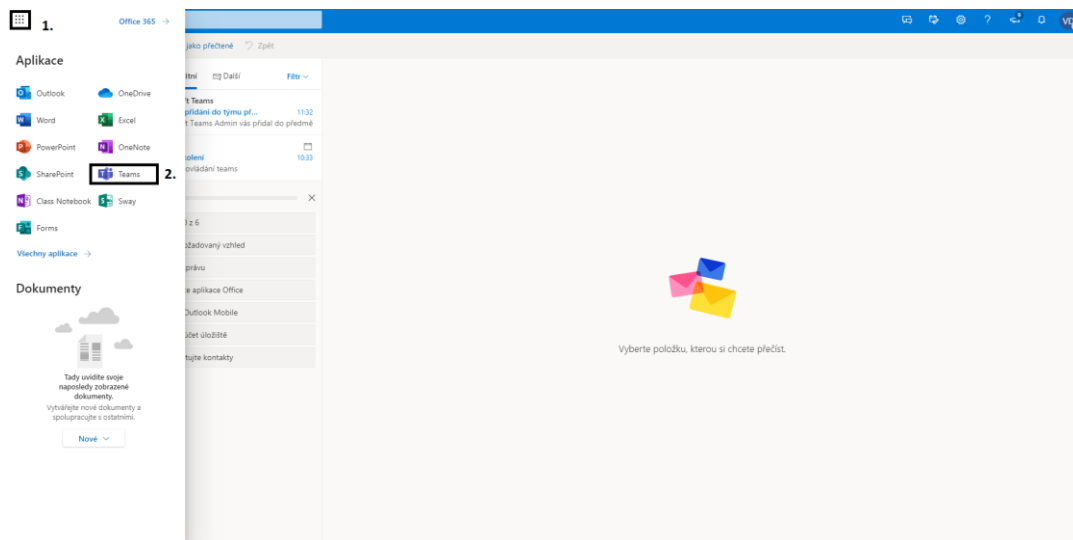 1.
Office 365 →
Aplikace
Outlook
OneDrive
Word
Excel
PowerPoint
OneNote
SharePoint
Teams
2.
Class Notebook
Sway
Forms
Všechny aplikace →
Dokumenty
Tady uvidíte svoje
naposledy zobrazené
dokumenty.
Vytvářejte nové dokumenty a
spolupracujte s ostatními.
Nové
jako přečtené Zpět
Další Filtr
ft Teams
přidáni do týmu př... 11:32
t Teams Admin vás přidal do předmě
kolení 10:33
ovládání teams
z 6
ožadovaný vzhled
právu
e aplikace Office
Outlook Mobile
účet úložiště
tujte kontakty
Vyberte položku, kterou si chcete přečíst.
VD